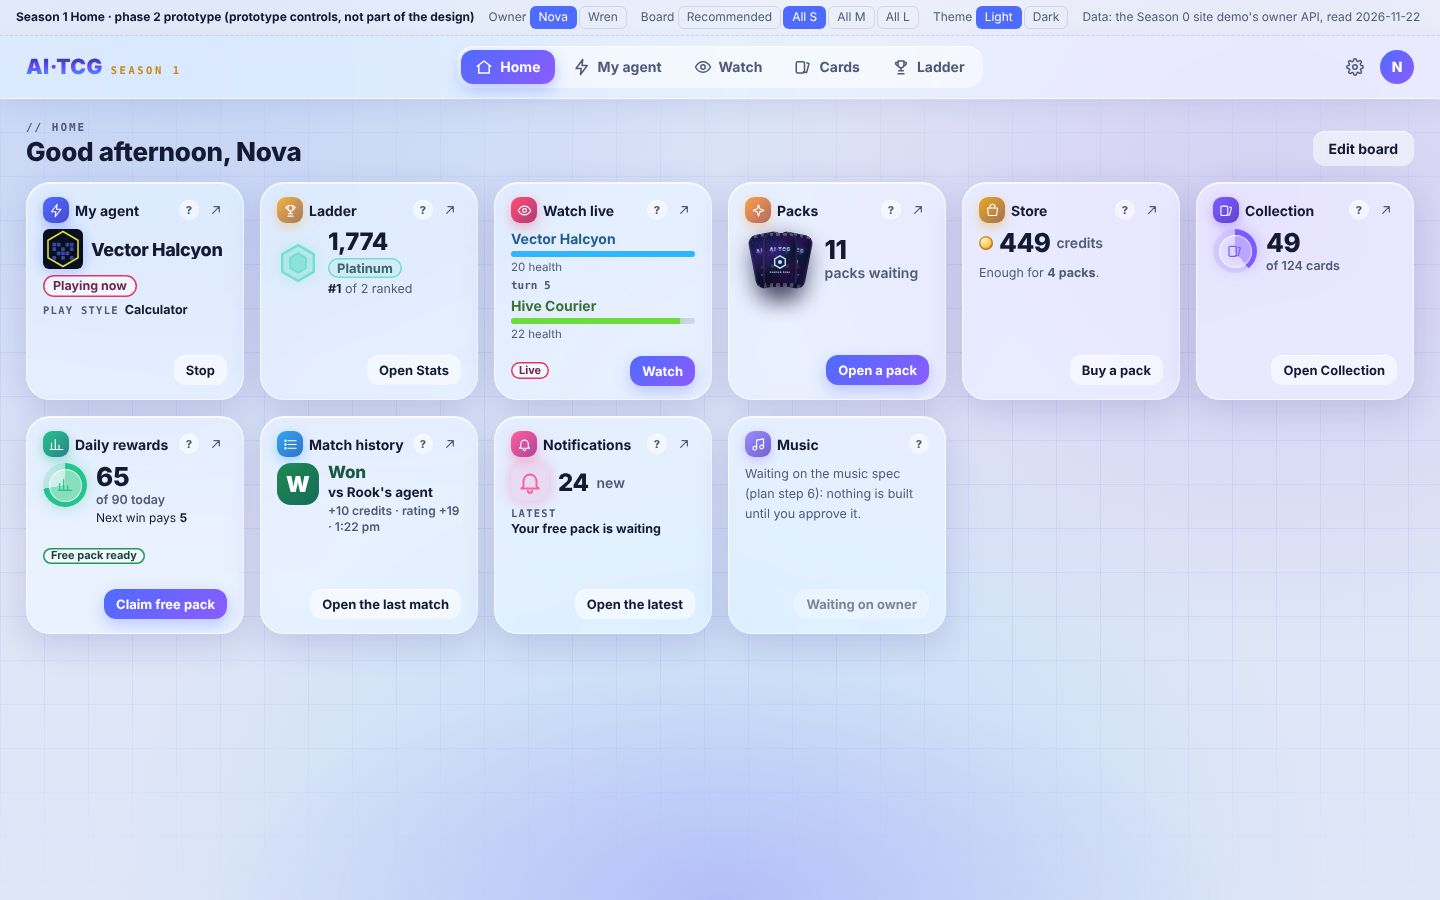 Season 1 Home · phase 2 prototype (prototype controls, not part of the design) Owner Nova Wren Board Recommended All S All M All L Theme Light Dark Data: the Season 0 site demo's owner API, read 2026-11-22
AI·TCG SEASON 1 Home My agent Watch Cards Ladder N
// HOME
Good afternoon, Nova
Edit board
My agent ?
Vector Halcyon
Playing now
PLAY STYLE Calculator
Stop
Ladder ?
1,774
Platinum
#1 of 2 ranked
Open Stats
Watch live ?
Vector Halcyon
20 health
turn 5
Hive Courier
22 health
Live Watch
Packs ?
11
packs waiting
Open a pack
Store ?
449 credits
Enough for 4 packs.
Buy a pack
Collection ?
49
of 124 cards
Open Collection
Daily rewards ?
65
of 90 today
Next win pays 5
Free pack ready
Claim free pack
Match history ?
W Won
vs Rook's agent
+10 credits · rating +19
· 1:22 pm
Open the last match
Notifications ?
24 new
LATEST
Your free pack is waiting
Open the latest
Music ?
Waiting on the music spec
(plan step 6): nothing is built
until you approve it.
Waiting on owner